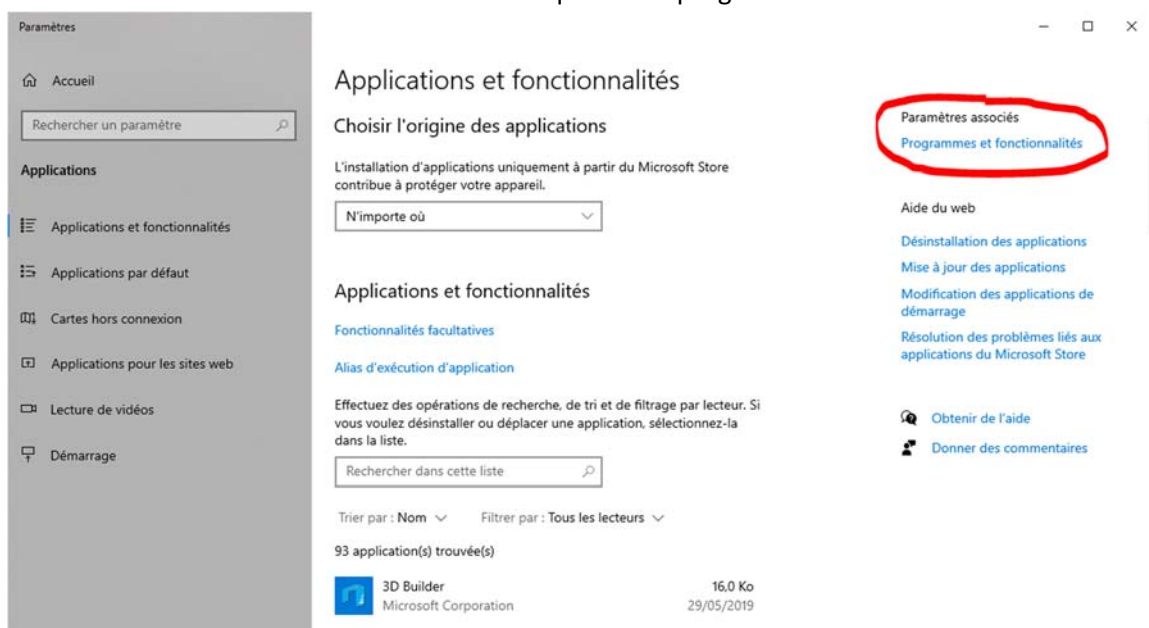 Paramètres
Accueil
Rechercher un paramètre
Applications
Applications et fonctionnalités
Applications par défaut
Cartes hors connexion
Applications pour les sites web
Lecture de vidéos
Démarrage
Applications et fonctionnalités
Choisir l'origine des applications
L'installation d'applications uniquement à partir du Microsoft Store
contribue à protéger votre appareil.
N'importe où
Applications et fonctionnalités
Fonctionnalités facultatives
Alias d'exécution d'application
Effectuez des opérations de recherche, de tri et de filtrage par lecteur. Si
vous voulez désinstaller ou déplacer une application, sélectionnez-la
dans la liste.
Rechercher dans cette liste
Trier par : Nom Filtrer par : Tous les lecteurs
93 application(s) trouvée(s)
3D Builder 16,0 Ko
Microsoft Corporation 29/05/2019
Paramètres associés
Programmes et fonctionnalités
Aide du web
Désinstallation des applications
Mise à jour des applications
Modification des applications de
démarrage
Résolution des problèmes liés aux
applications du Microsoft Store
Obtenir de l'aide
Donner des commentaires